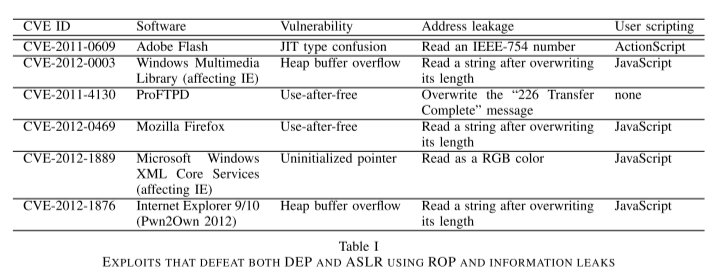 CVE ID Software Vulnerability Address leakage User scripting
CVE-2011-0609 Adobe Flash JIT type confusion Read an IEEE-754 number ActionScript
CVE-2012-0003 Windows Multimedia Heap buffer overflow Read a string after overwriting JavaScript
Library (affecting IE) its length
CVE-2011-4130 ProFTPD Use-after-free Overwrite the “226 Transfer none
Complete” message
CVE-2012-0469 Mozilla Firefox Use-after-free Read a string after overwriting JavaScript
its length
CVE-2012-1889 Microsoft Windows Uninitialized pointer Read as a RGB color JavaScript
XML Core Services
(affecting IE)
CVE-2012-1876 Internet Explorer 9/10 Heap buffer overflow Read a string after overwriting JavaScript
(Pwn2Own 2012) its length
Table I
EXPLOITS THAT DEFEAT BOTH DEP AND ASLR USING ROP AND INFORMATION LEAKS